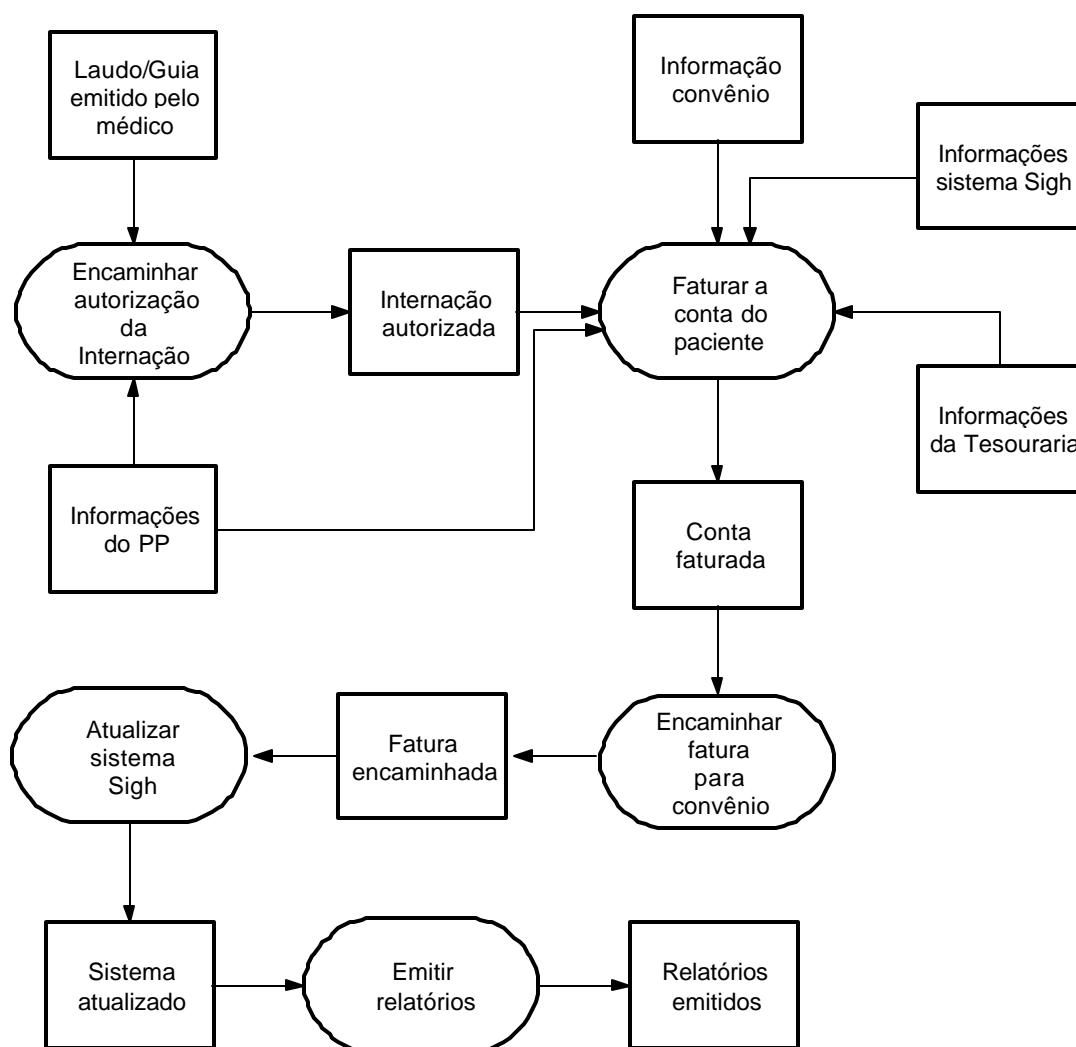 Laudo/Guia
emitido pelo
médico
Informação
convênio
Informações
sistema Sigh
Encaminhar
autorização
da
Internação
Internação
autorizada
Faturar a
conta do
paciente
Informações
da Tesouraria
Informações
do PP
Conta
faturada
Encaminhar
fatura
para
convênio
Fatura
encaminhada
Atualizar
sistema
Sigh
Sistema
atualizado
Emitir
relatórios
Relatórios
emitidos